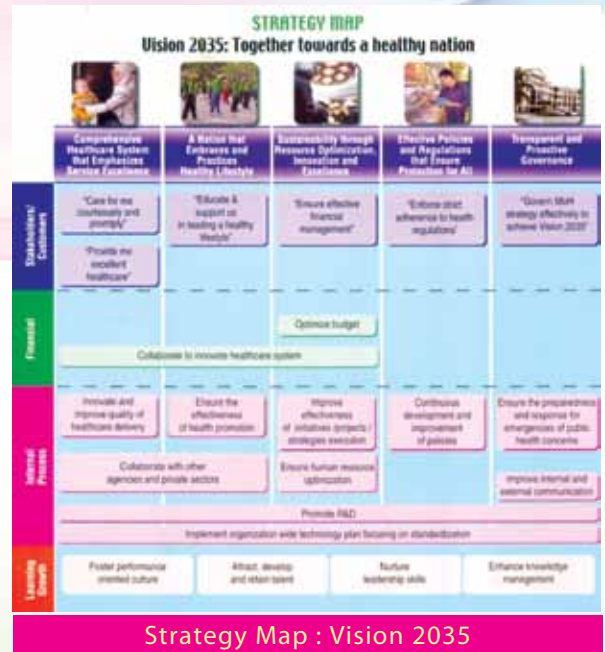 STRATEGY MAP
Vision 2035: Together towards a healthy nation
Comprehensive
Healthcare System
that Emphasizes
Service Excellence
A Nation that
Embraces and
Practices
Healthy Lifestyle
Sustainability through
Resource Optimization,
Innovation and
Excellence
Effective Policies
and Regulations
that Ensure
Protection for All
Transparent and
Proactive
Governance
Stakeholders/
Customers
"Care for me
courteously and
promptly"
"Provide me
excellent
healthcare"
"Educate &
support us
in leading a healthy
lifestyle"
"Ensure effective
financial
management"
"Enforce strict
adherence to health
regulations"
"Govern MoH
strategy effectively to
achieve Vision 2035"
Financial
Optimize budget
Collaborate to innovate healthcare system
Internal
Process
Innovate and
improve quality of
healthcare delivery
Ensure the
effectiveness
of health promotion
Improve
effectiveness
of initiatives (projects /
strategies execution
Continuous
development and
improvement
of policies
Ensure the preparedness
and response for
emergencies of public
health concerns
Collaborate with other
agencies and private sectors
Ensure human resource
optimization
Improve internal and
external communication
Promote R&D
Implement organization wide technology plan focusing on standardization
Learning
Growth
Foster performance
oriented culture
Attract, develop
and retain talent
Nurture
leadership skills
Enhance knowledge
management
Strategy Map : Vision 2035